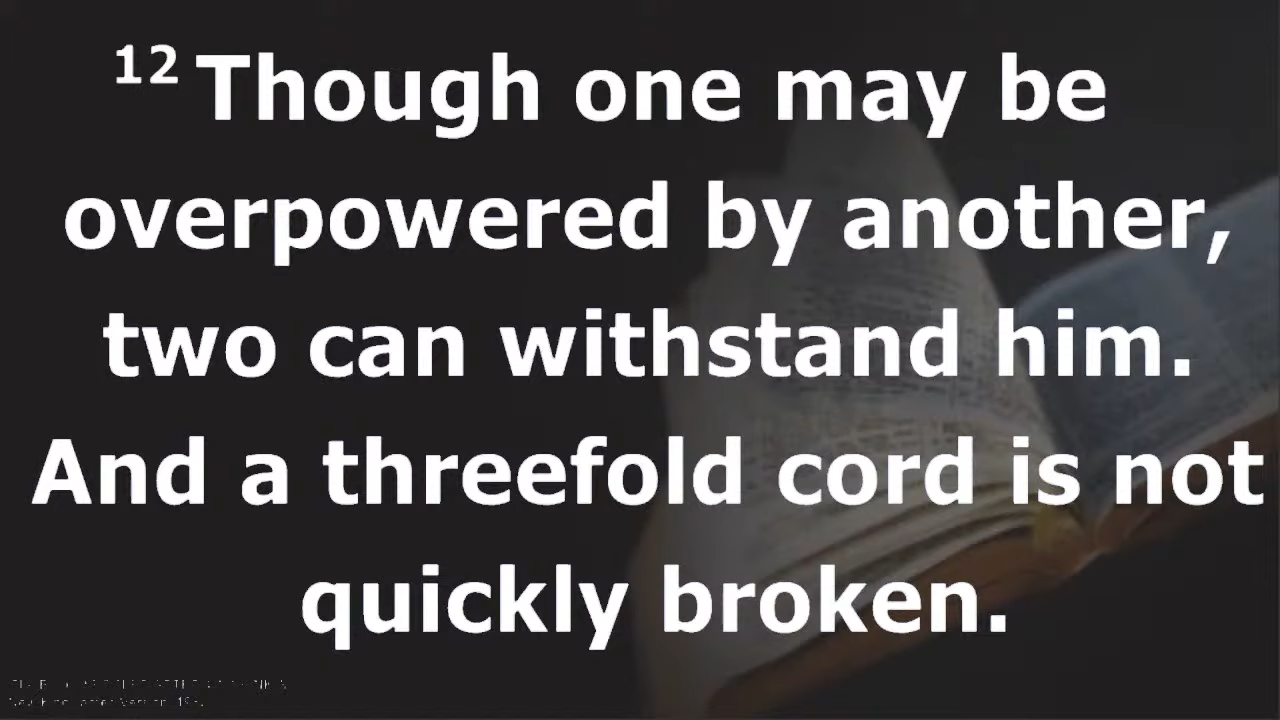 12 Though one may be
overpowered by another,
two can withstand him.
And a threefold cord is not
quickly broken.